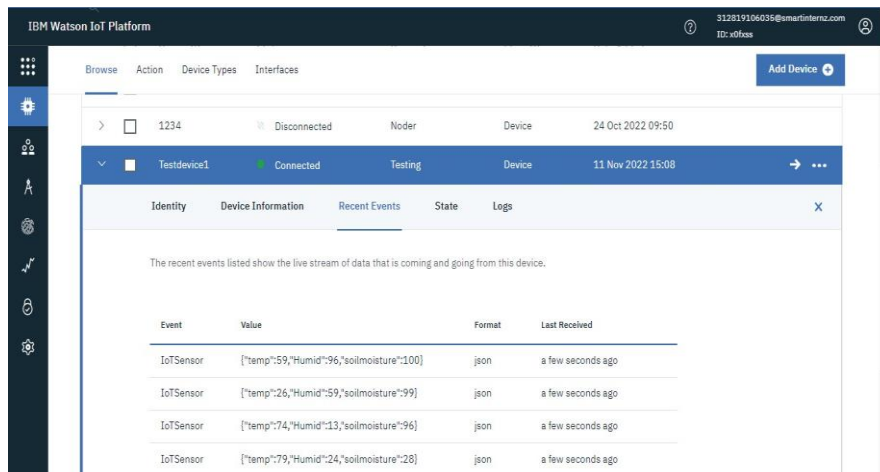 IBM Watson IoT Platform
312819106035@smartinternz.com
ID: x0fxss
Browse Action Device Types Interfaces Add Device
1234 Disconnected Noder Device 24 Oct 2022 09:50
Testdevice1 Connected Testing Device 11 Nov 2022 15:08
Identity Device Information Recent Events State Logs
The recent events listed show the live stream of data that is coming and going from this device.
Event Value Format Last Received
IoTSensor {"temp":59,"Humid":96,"soilmoisture":100} json a few seconds ago
IoTSensor {"temp":26,"Humid":59,"soilmoisture":99} json a few seconds ago
IoTSensor {"temp":74,"Humid":13,"soilmoisture":96} json a few seconds ago
IoTSensor {"temp":79,"Humid":24,"soilmoisture":28} json a few seconds ago